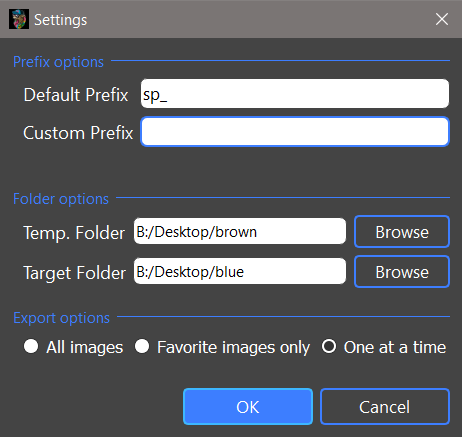 Settings
Prefix options
Default Prefix sp_
Custom Prefix
Folder options
Temp. Folder B:/Desktop/brown Browse
Target Folder B:/Desktop/blue Browse
Export options
All images Favorite images only One at a time
OK Cancel